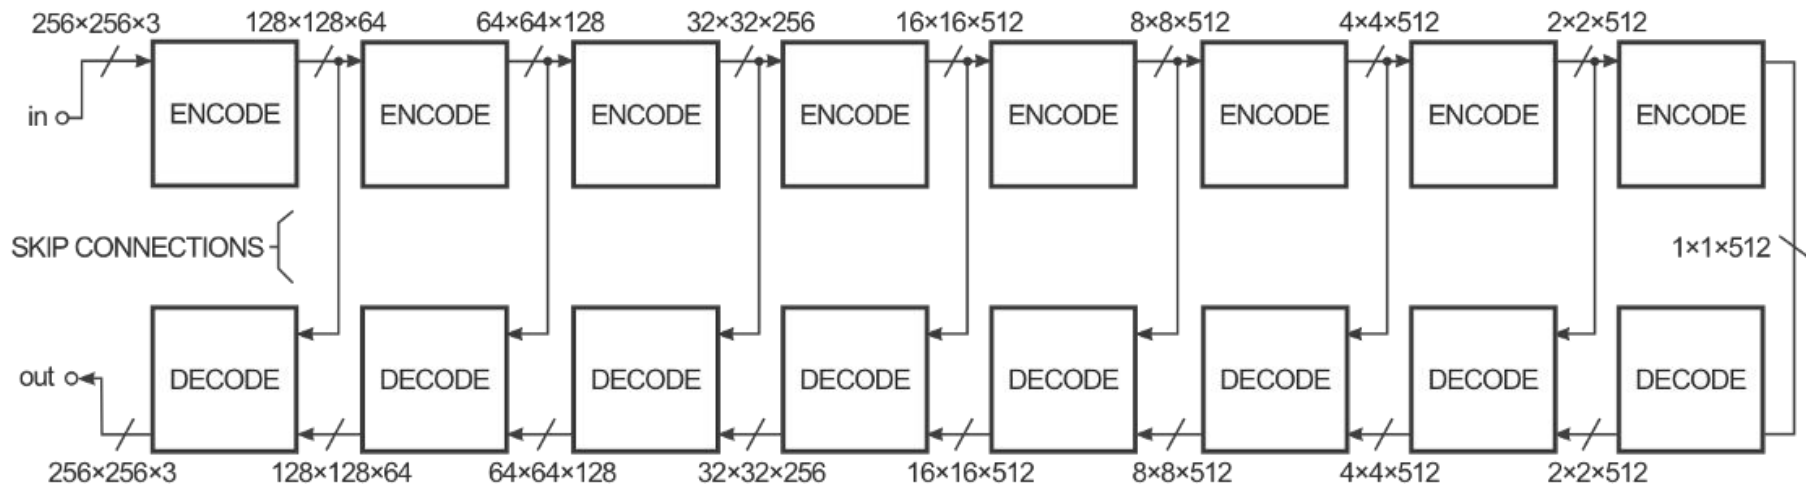 256×256×3 128×128×64 64×64×128 32×32×256 16×16×512 8×8×512 4×4×512 2×2×512
in ENCODE ENCODE ENCODE ENCODE ENCODE ENCODE ENCODE ENCODE
SKIP CONNECTIONS 1×1×512
out DECODE DECODE DECODE DECODE DECODE DECODE DECODE DECODE
256×256×3 128×128×64 64×64×128 32×32×256 16×16×512 8×8×512 4×4×512 2×2×512